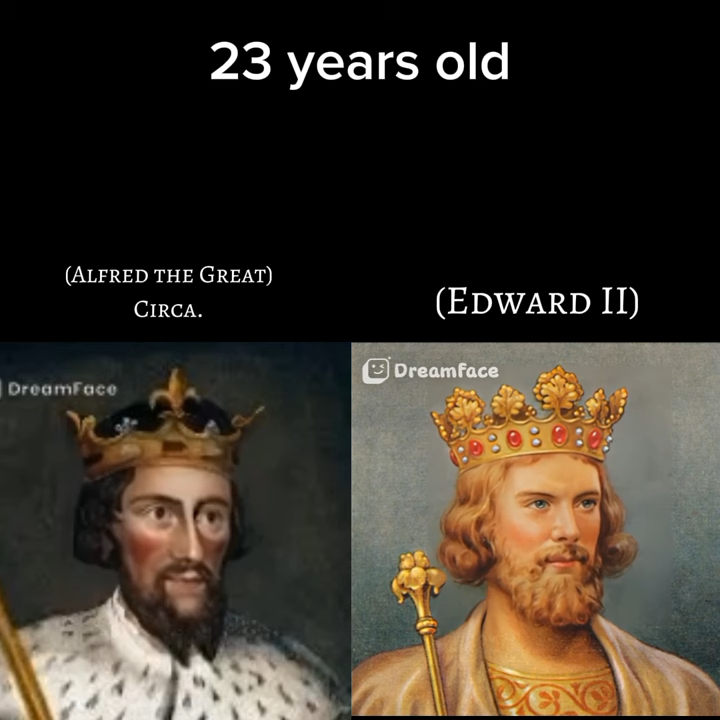 23 years old
(Alfred the Great)
Circa.
(Edward II)
DreamFace
Dreamface